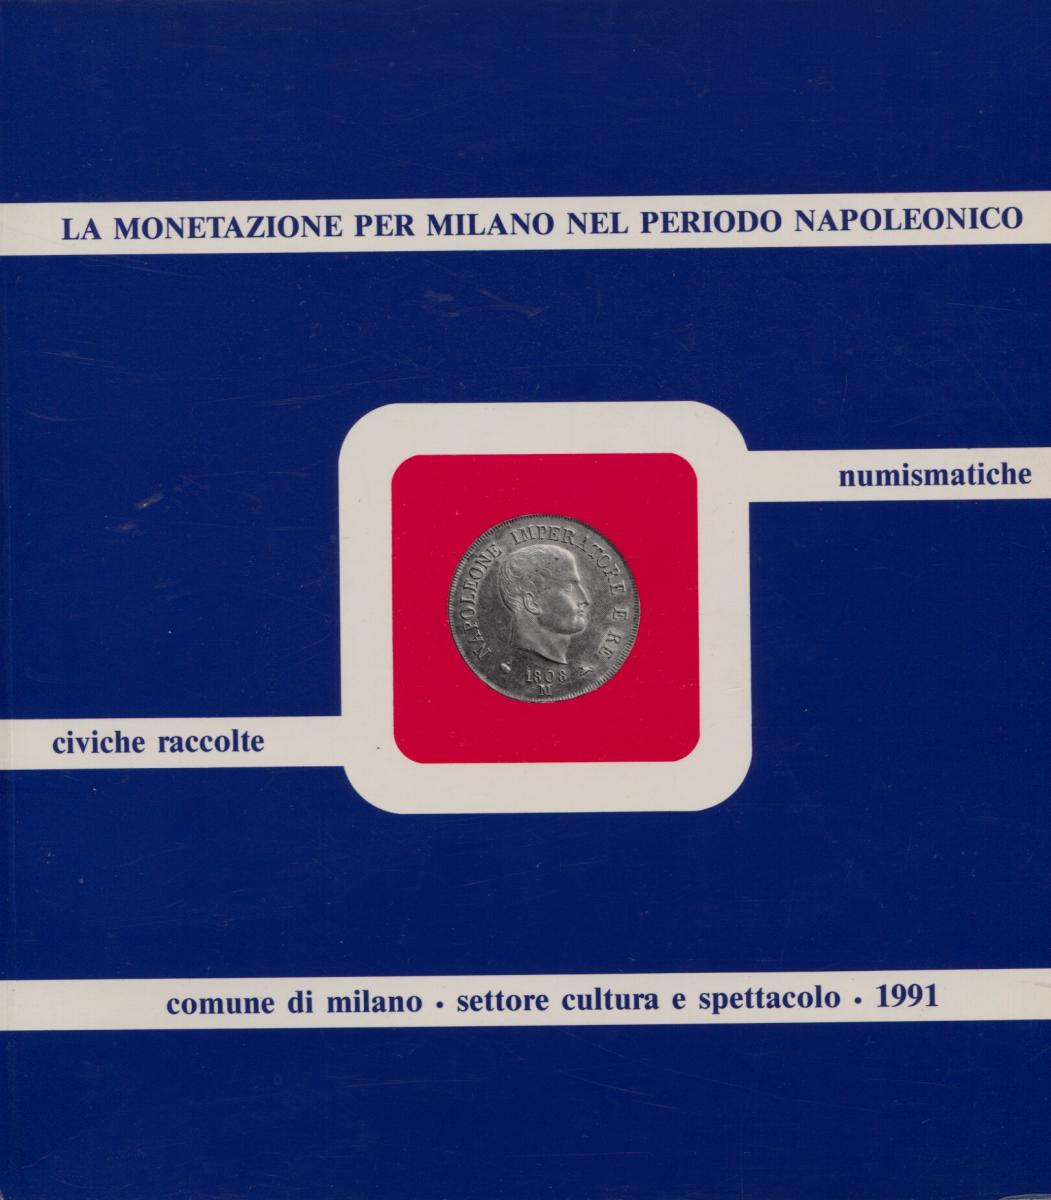 LA MONETAZIONE PER MILANO NEL PERIODO NAPOLEONICO
numismatiche
NAPOLEONE IMPERATORE E RE
1808
M
civiche raccolte
comune di milano • settore cultura e spettacolo • 1991